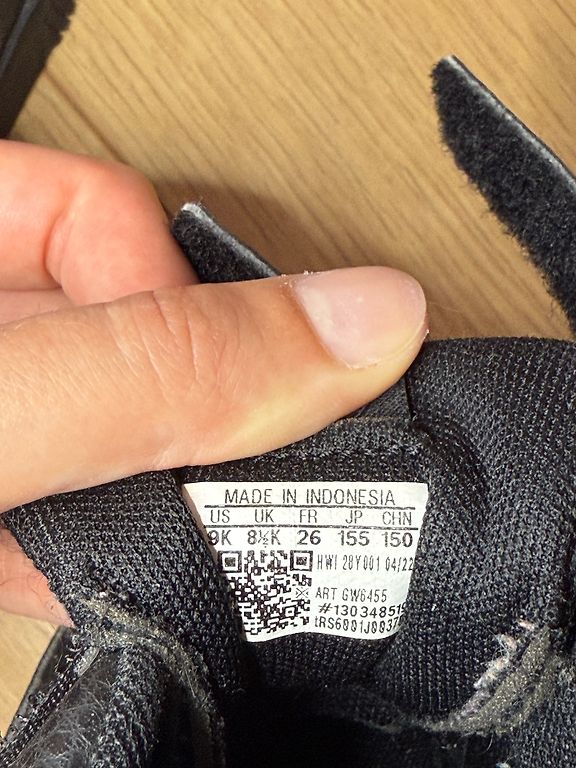 MADE IN INDONESIA
US UK FR JP CHN
9K 8½K 26 155 150
HWI 28Y001 04/22
ART GW6455